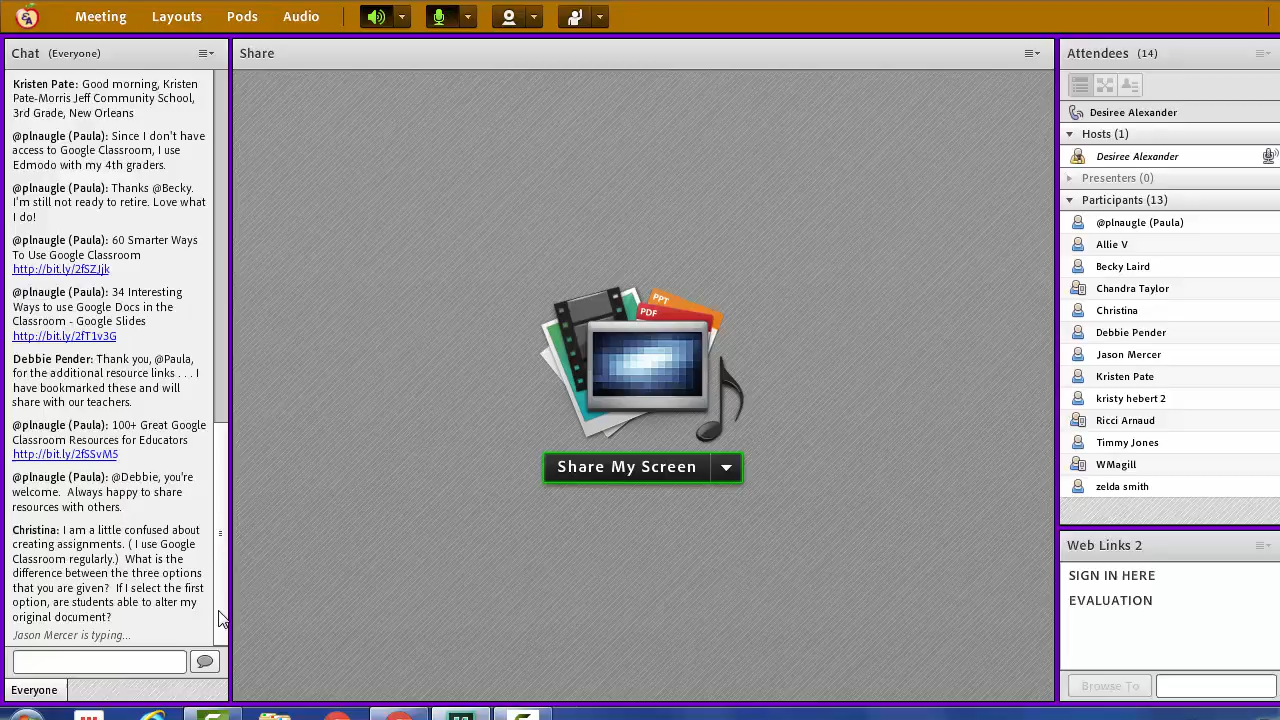 Meeting
Layouts
Pods
Audio
Chat (Everyone)
Kristen Pate: Good morning, Kristen
Pate-Morris Jeff Community School,
3rd Grade, New Orleans
@plnaugle (Paula): Since I don't have
access to Google Classroom, I use
Edmodo with my 4th graders.
@plnaugle (Paula): Thanks @Becky.
I'm still not ready to retire. Love what
I do!
@plnaugle (Paula): 60 Smarter Ways
To Use Google Classroom
http://bit.ly/2fSZJjk
@plnaugle (Paula): 34 Interesting
Ways to use Google Docs in the
Classroom - Google Slides
http://bit.ly/2fT1v3G
Debbie Pender: Thank you, @Paula,
for the additional resource links . . . I
have bookmarked these and will
share with our teachers.
@plnaugle (Paula): 100+ Great Google
Classroom Resources for Educators
http://bit.ly/2fSSvM5
@plnaugle (Paula): @Debbie, you're
welcome. Always happy to share
resources with others.
Christina: I am a little confused about
creating assignments. ( I use Google
Classroom regularly.) What is the
difference between the three options
that you are given? If I select the first
option, are students able to alter my
original document?
Jason Mercer is typing...
Everyone
Share
PPT
PDF
Share My Screen
Attendees (14)
Desiree Alexander
Hosts (1)
Desiree Alexander
Presenters (0)
Participants (13)
@plnaugle (Paula)
Allie V
Becky Laird
Chandra Taylor
Christina
Debbie Pender
Jason Mercer
Kristen Pate
kristy hebert 2
Ricci Arnaud
Timmy Jones
WMagill
zelda smith
Web Links 2
SIGN IN HERE
EVALUATION
Browse To